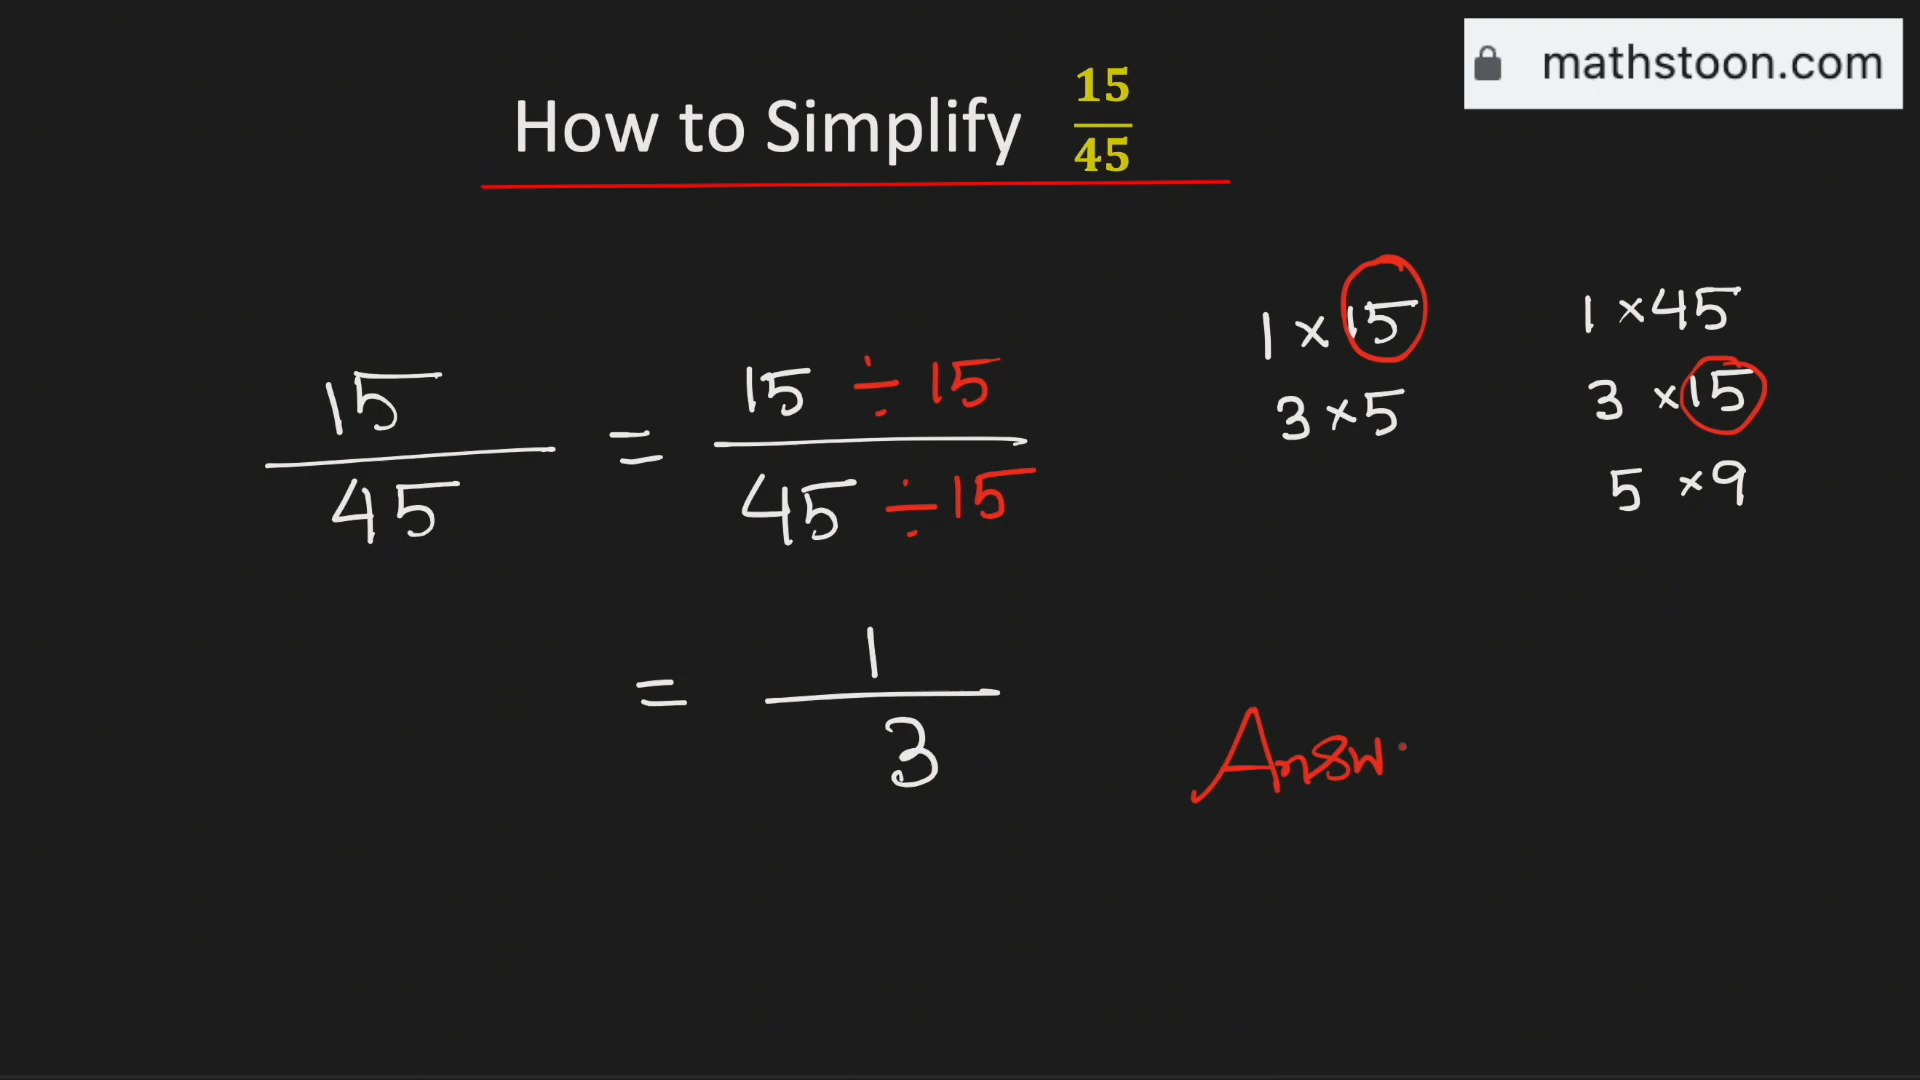 mathstoon.com
How to Simplify 15/45
15/45 = 15 ÷ 15 / 45 ÷ 15
= 1/3
1 × 15
3 × 5
1 × 45
3 × 15
5 × 9
Answ.